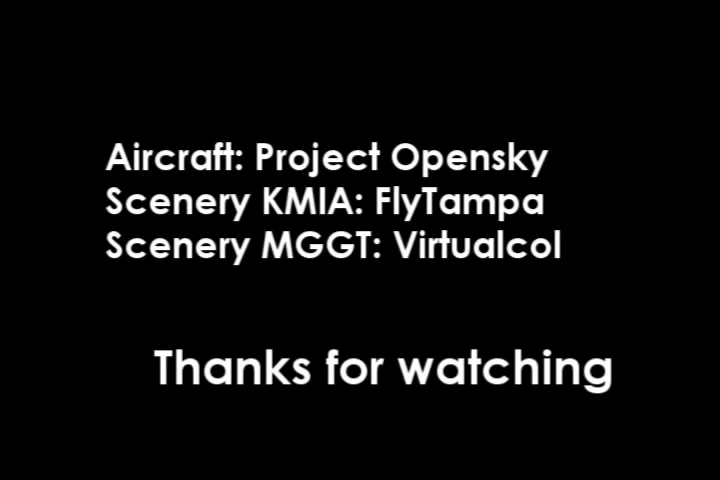 Aircraft: Project Opensky
Scenery KMIA: FlyTampa
Scenery MGGT: Virtualcol
Thanks for watching